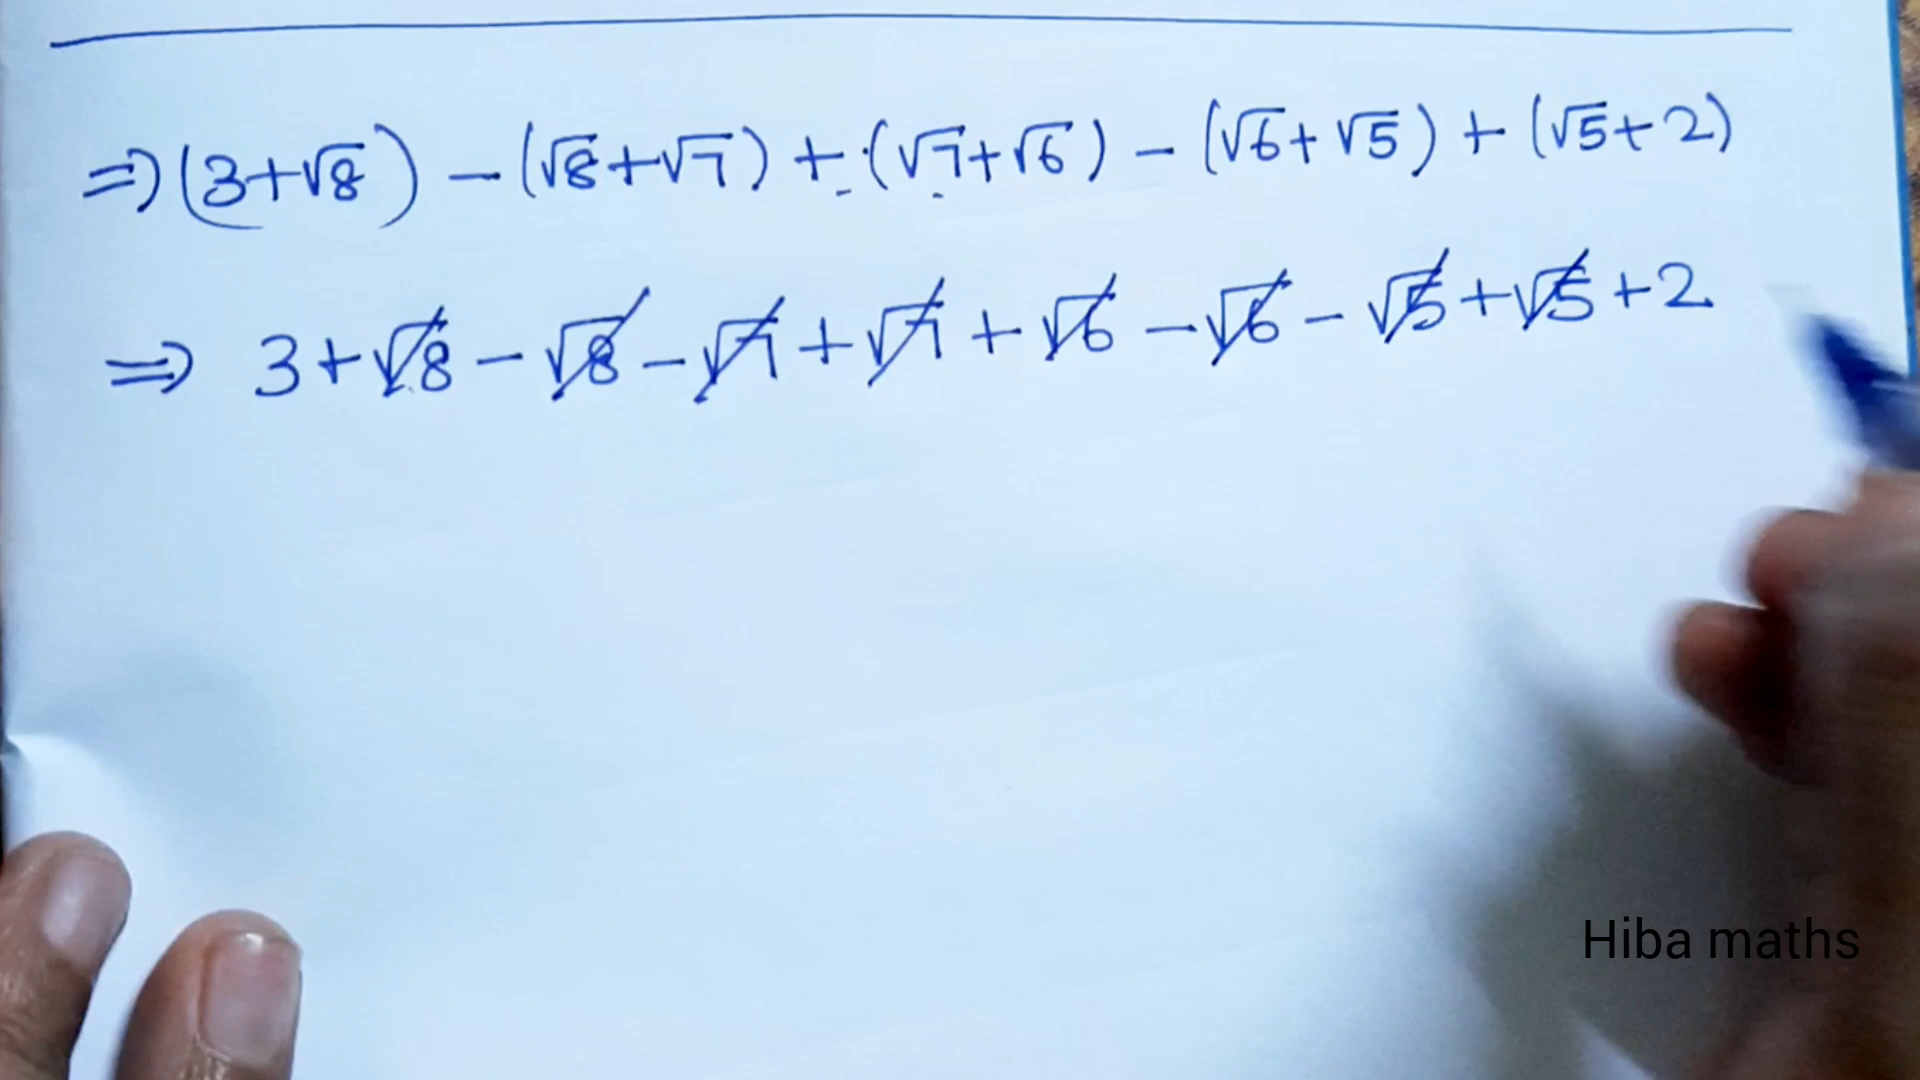 ⇒ (3+√8) − (√8+√7) + (√7+√6) − (√6+√5) + (√5+2)
⇒ 3+√8 − √8 − √7 + √7 + √6 − √6 − √5 + √5 + 2
Hiba maths